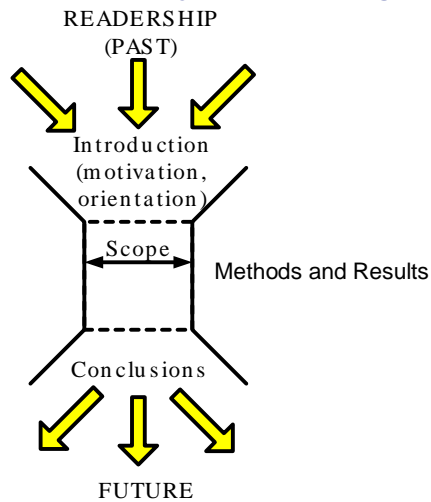 READERSHIP
(PAST)
Introduction
(motivation,
orientation)
Scope
Methods and Results
Conclusions
FUTURE